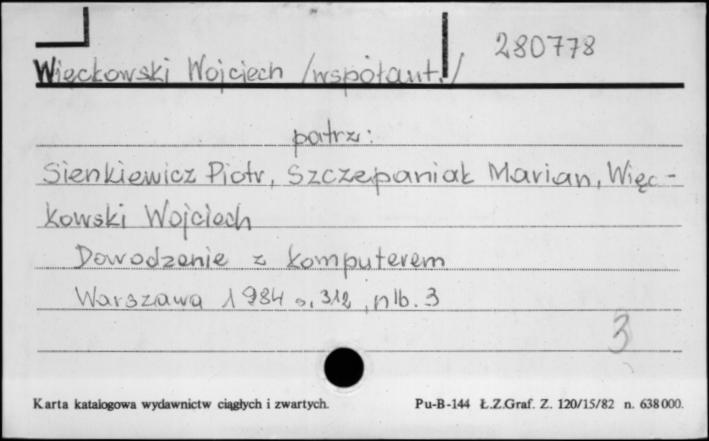 280778
Więckowski Wojciech /współaut./
patrz:
Sienkiewicz Piotr, Szczepaniak Marian, Więc-
kowski Wojciech
Dowodzenie z komputerem
Warszawa 1984 s. 312, nlb. 3
3
Karta katalogowa wydawnictw ciągłych i zwartych. Pu-B-144 Ł.Z.Graf. Z. 120/15/82 n. 638000.